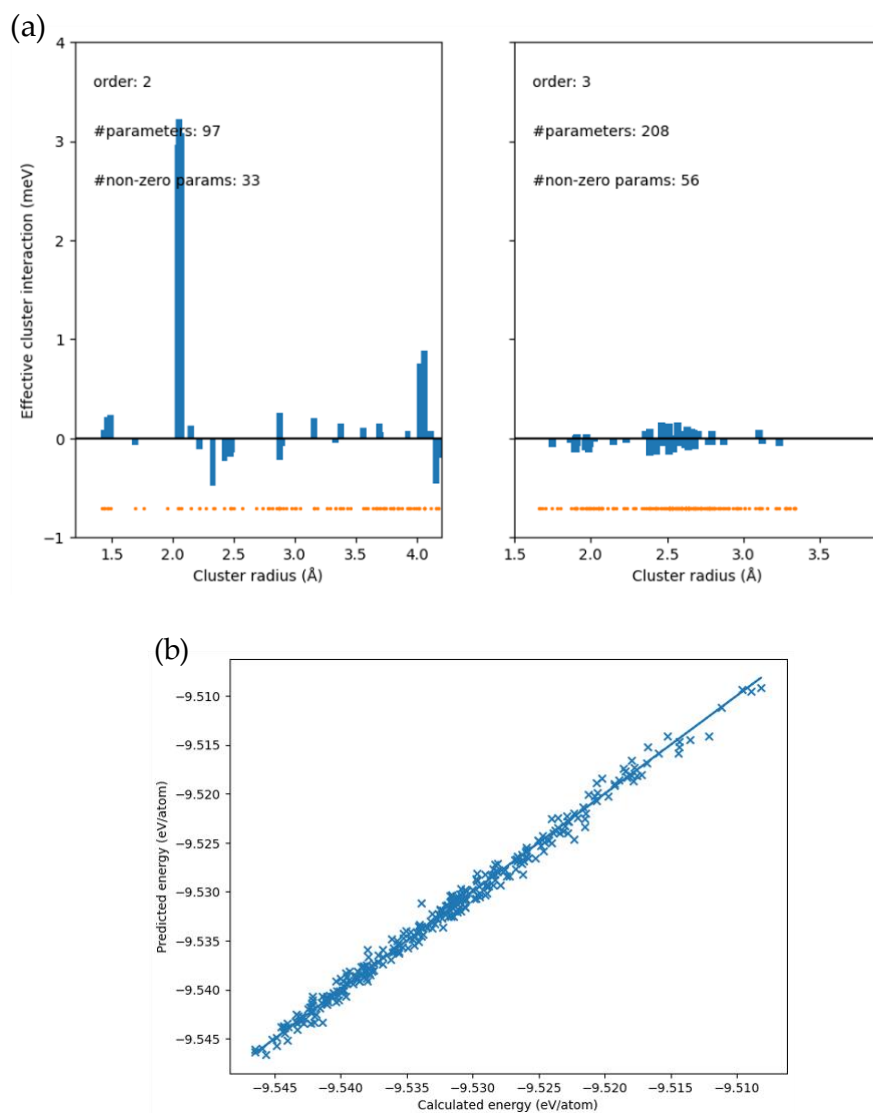 (a)
4
3
2
1
0
−1
Effective cluster interaction (meV)
order: 2
#parameters: 97
#non-zero params: 33
1.5 2.0 2.5 3.0 3.5 4.0
Cluster radius (Å)
order: 3
#parameters: 208
#non-zero params: 56
1.5 2.0 2.5 3.0 3.5
Cluster radius (Å)
(b)
−9.510
−9.515
−9.520
−9.525
−9.530
−9.535
−9.540
−9.545
Predicted energy (eV/atom)
−9.545 −9.540 −9.535 −9.530 −9.525 −9.520 −9.515 −9.510
Calculated energy (eV/atom)